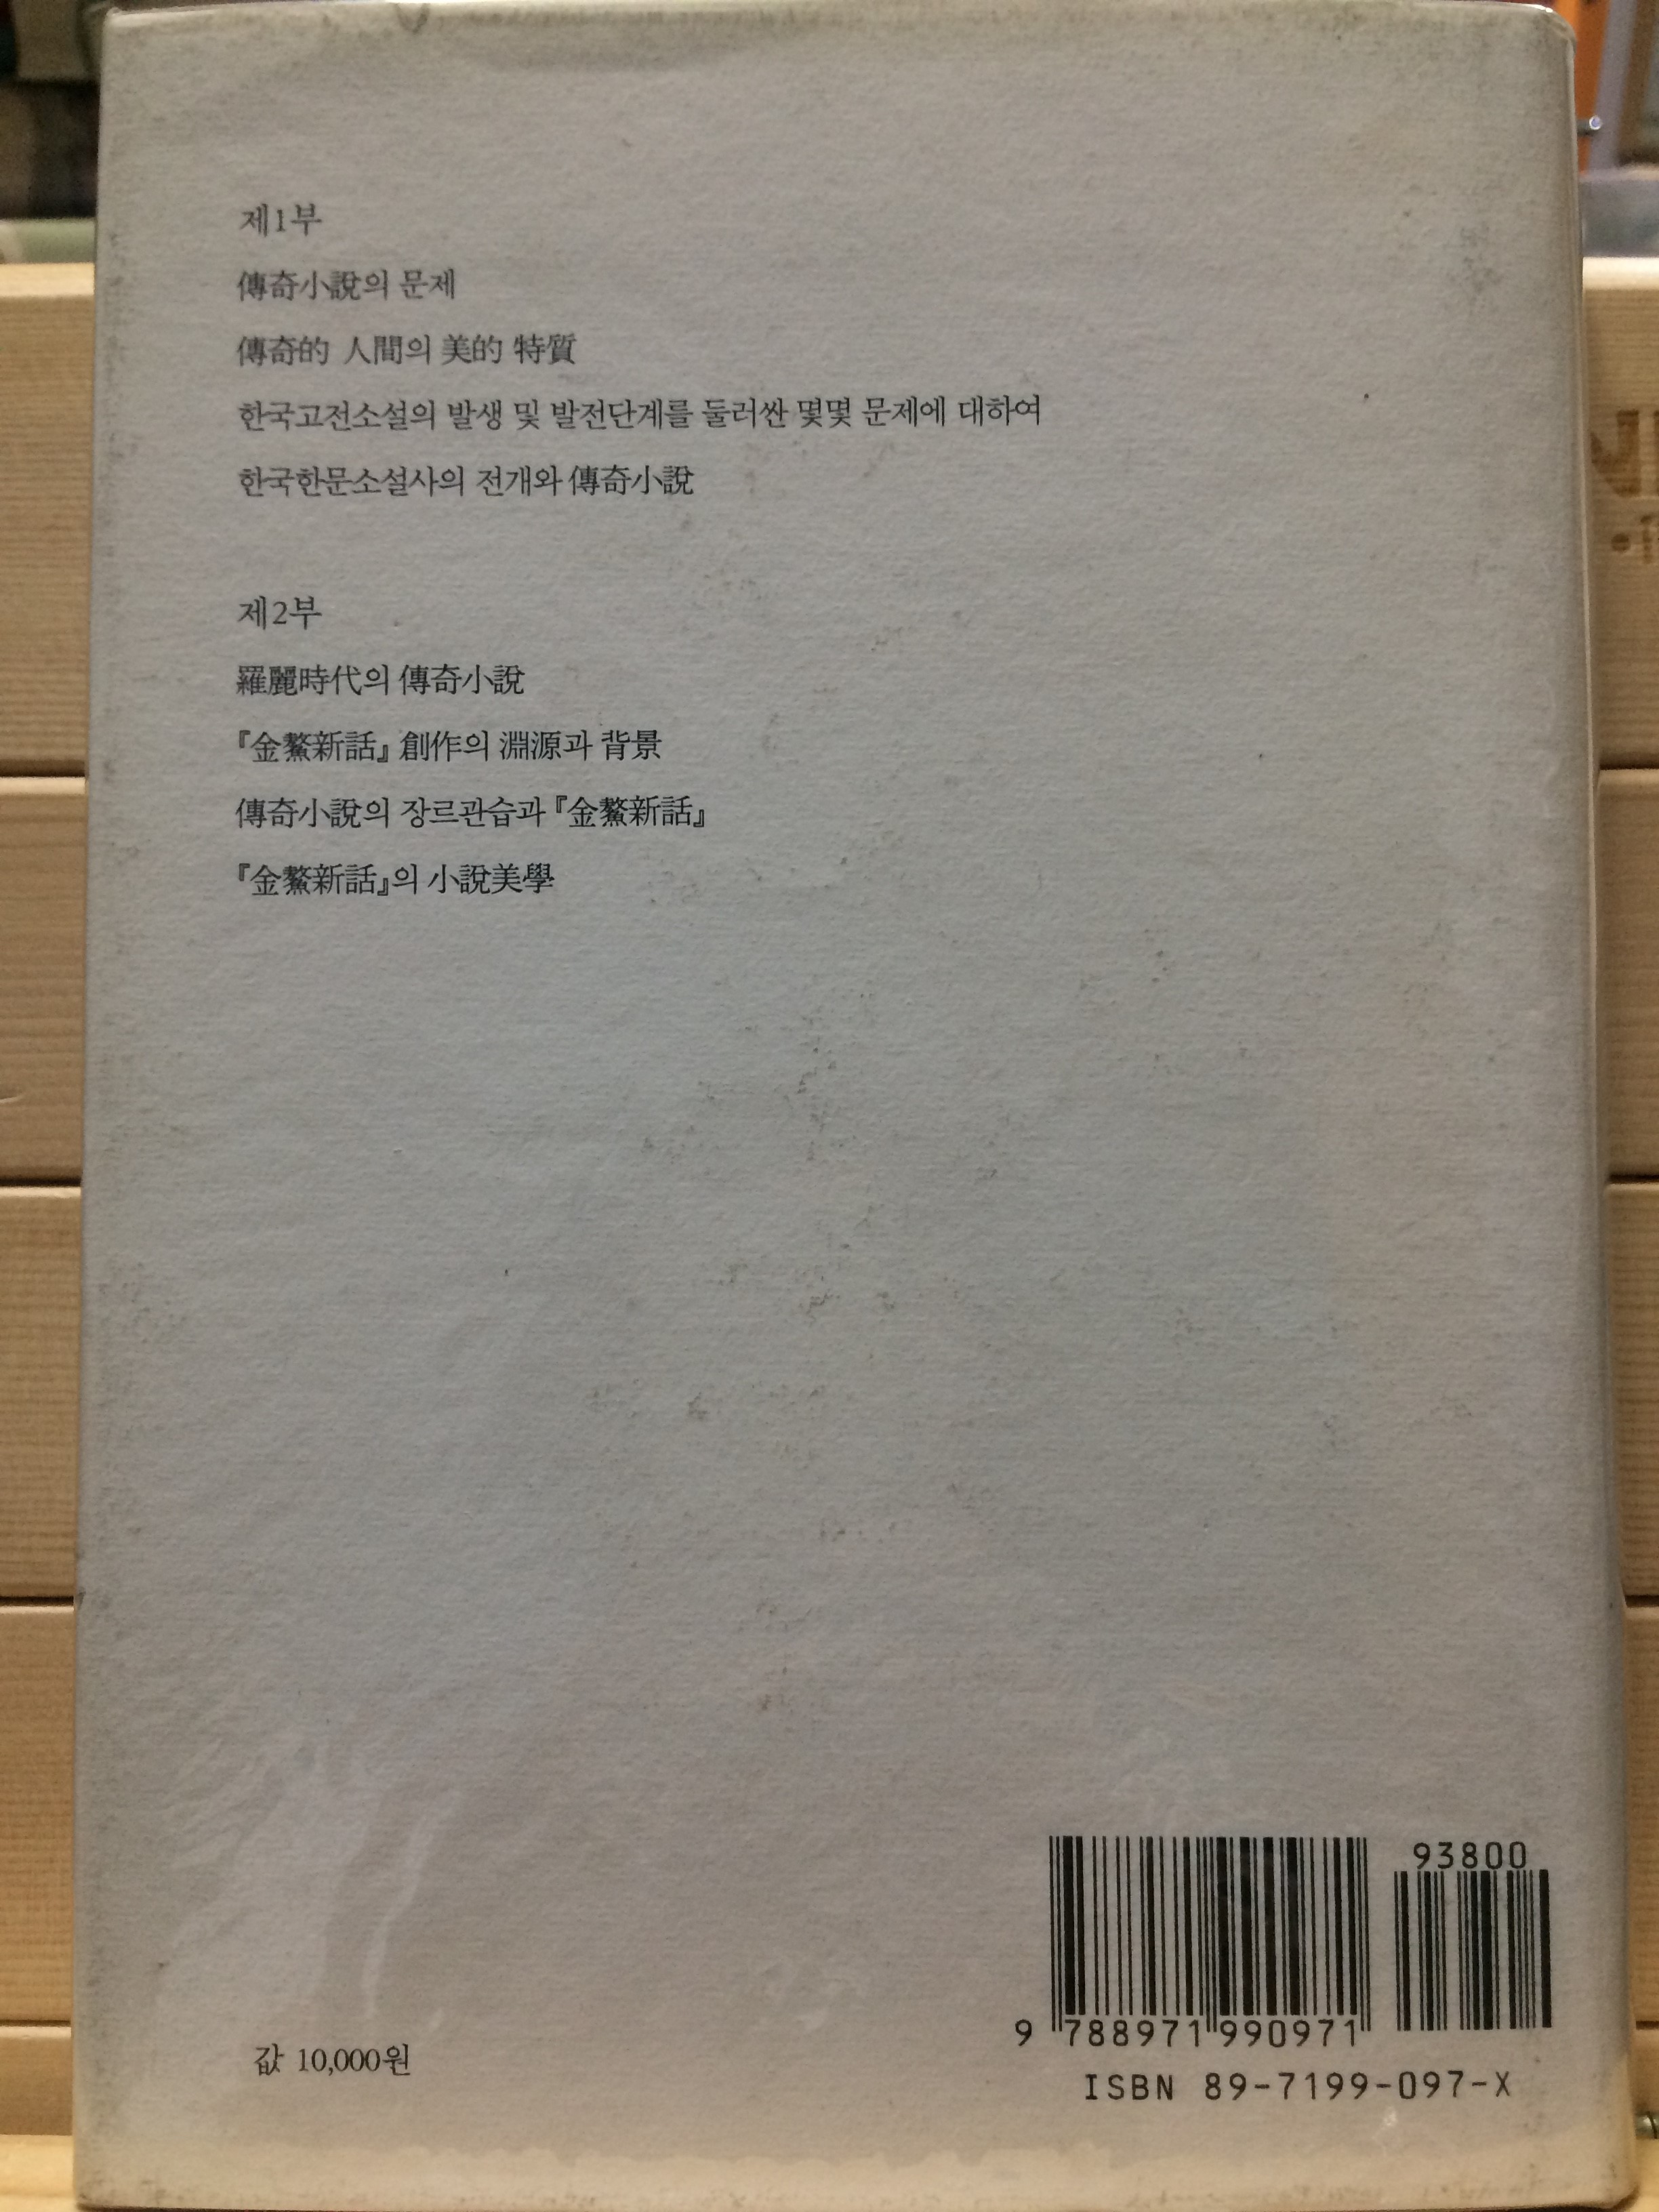 제1부
傳奇小說의 문제
傳奇的 人間의 美的 特質
한국고전소설의 발생 및 발전단계를 둘러싼 몇몇 문제에 대하여
한국한문소설사의 전개와 傳奇小說
제2부
羅麗時代의 傳奇小說
『金鰲新話』 創作의 淵源과 背景
傳奇小說의 장르관습과 『金鰲新話』
『金鰲新話』의 小說美學
93800
9 788971 990971
ISBN 89-7199-097-X
값 10,000원